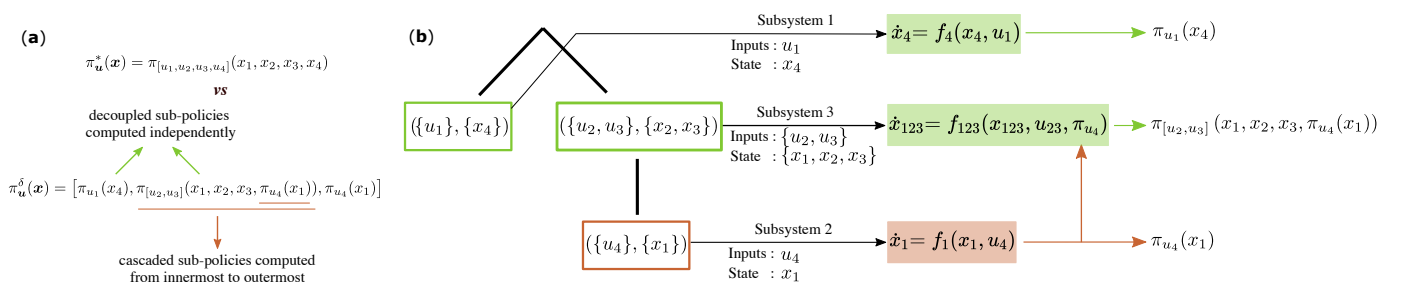 (a)
π*_𝒖(𝒙) = π_[u₁,u₂,u₃,u₄](x₁, x₂, x₃, x₄)
vs
decoupled sub-policies
computed independently
π^δ_𝒖(𝒙) = [π_u₁(x₄), π_[u₂,u₃](x₁, x₂, x₃, π_u₄(x₁)), π_u₄(x₁)]
cascaded sub-policies computed
from innermost to outermost
(b)
({u₁}, {x₄})
({u₂, u₃}, {x₂, x₃})
({u₄}, {x₁})
Subsystem 1
Inputs : u₁
State : x₄
ẋ₄= f₄(x₄, u₁)
π_u₁(x₄)
Subsystem 3
Inputs : {u₂, u₃}
State : {x₁, x₂, x₃}
ẋ₁₂₃= f₁₂₃(x₁₂₃, u₂₃, π_u₄)
π_[u₂,u₃] (x₁, x₂, x₃, π_u₄(x₁))
Subsystem 2
Inputs : u₄
State : x₁
ẋ₁= f₁(x₁, u₄)
π_u₄(x₁)